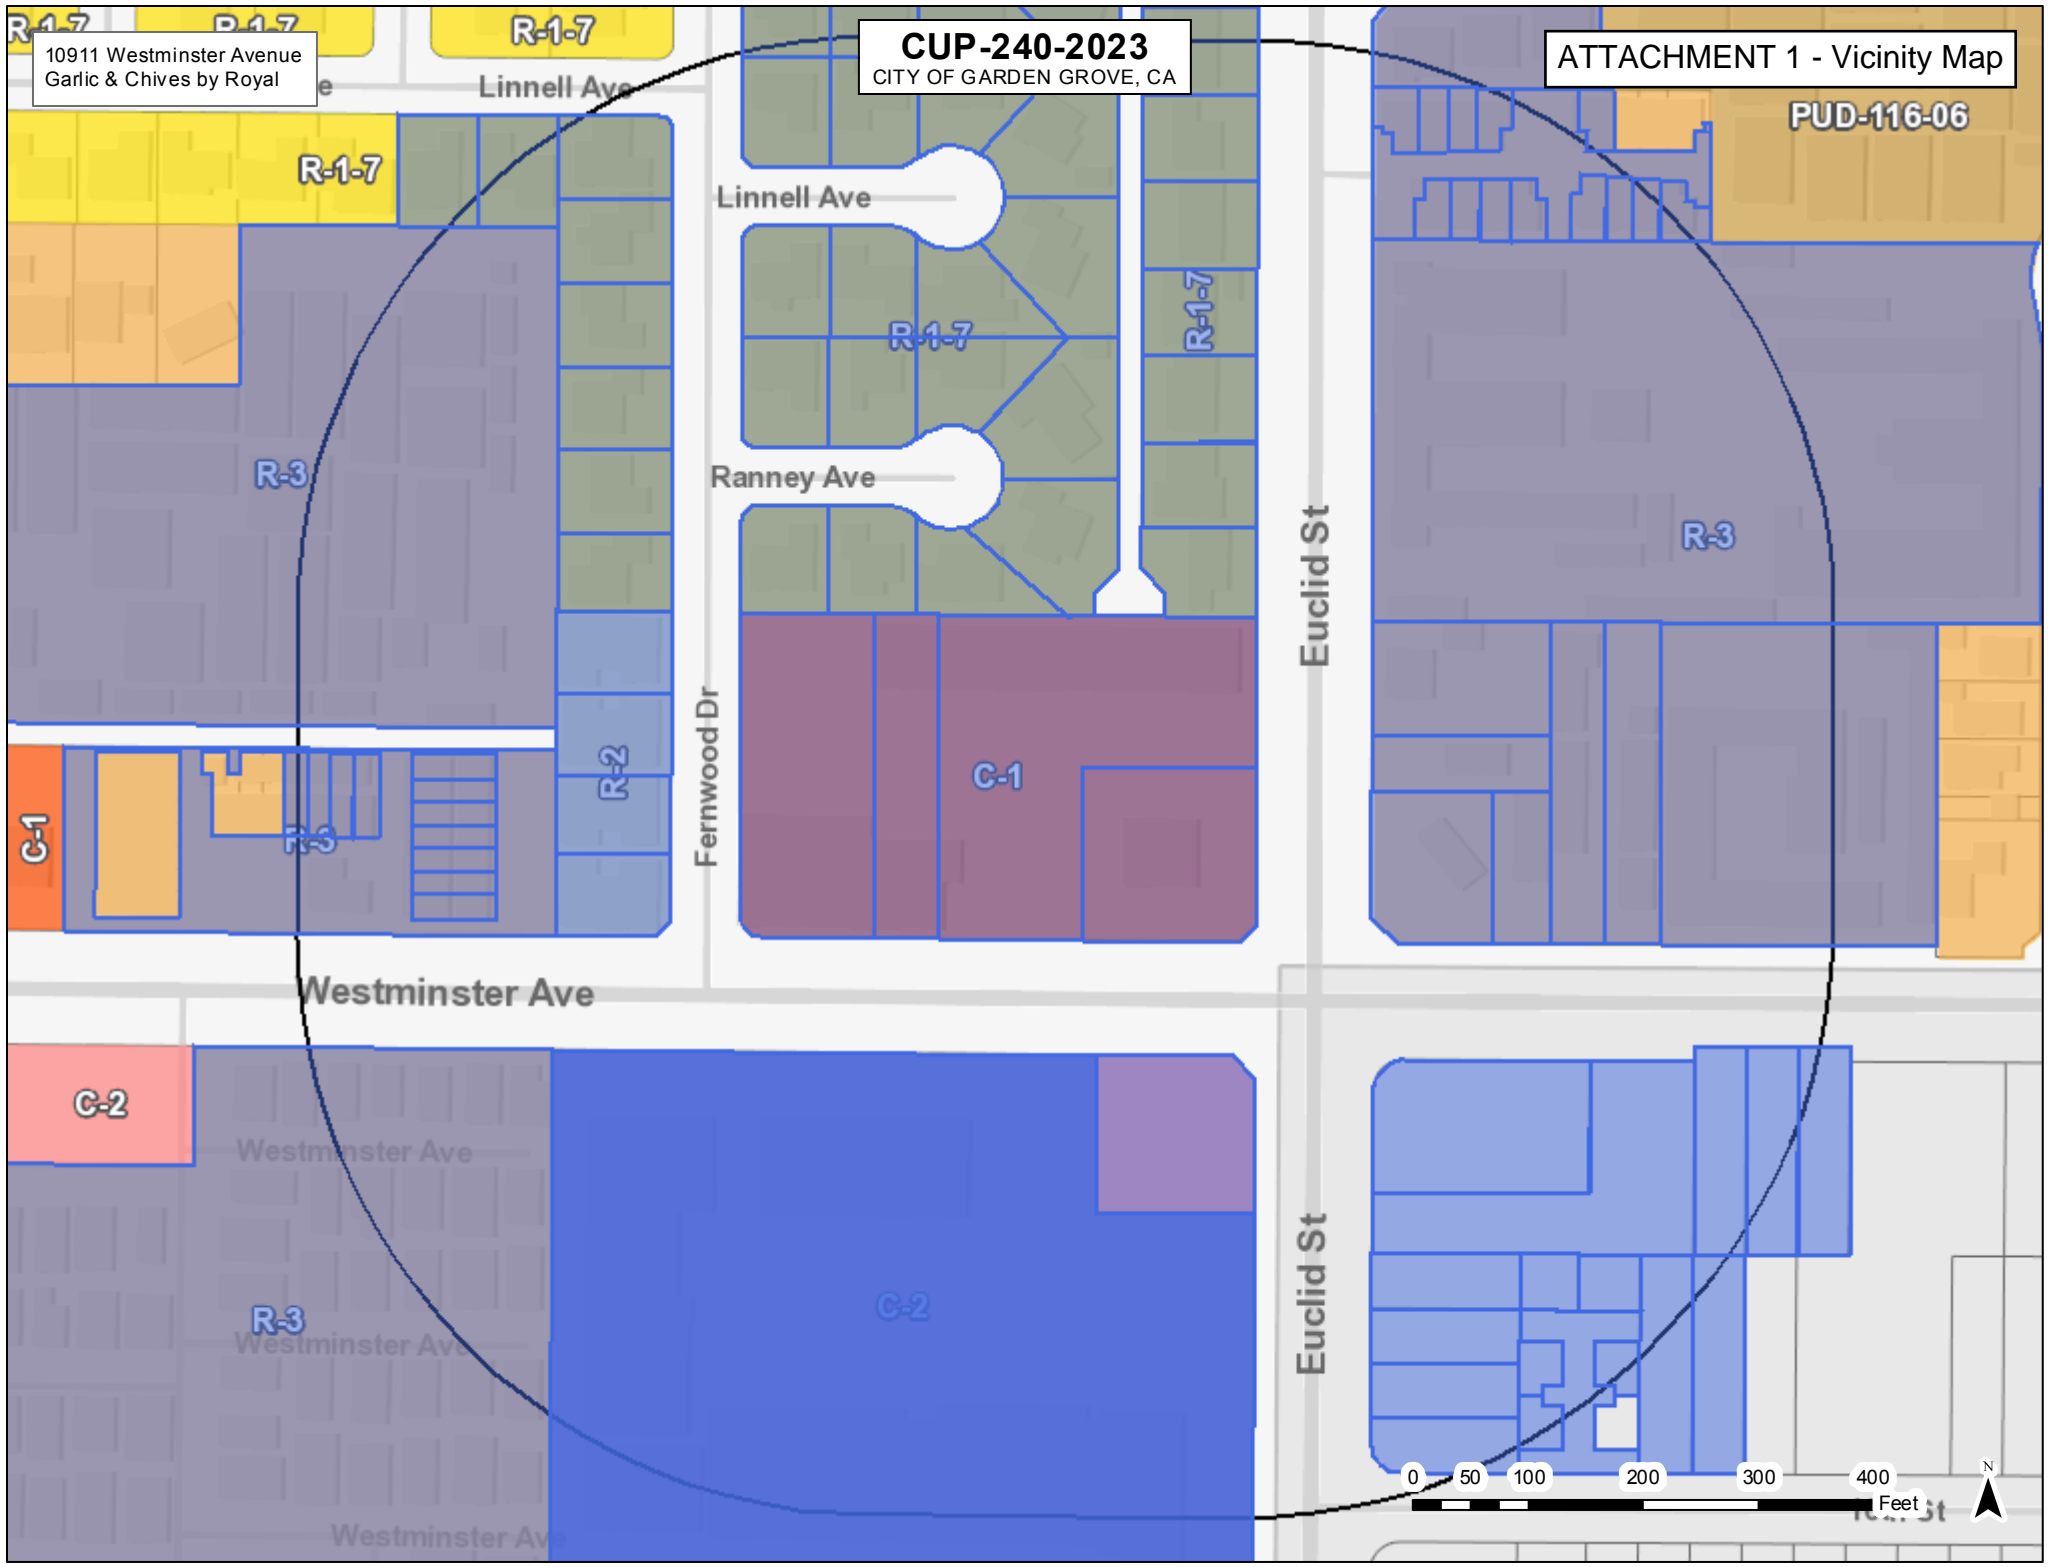 R-1-7
R-1-7
R-1-7
CUP-240-2023
CITY OF GARDEN GROVE, CA
ATTACHMENT 1 - Vicinity Map
10911 Westminster Avenue
Garlic & Chives by Royal
Linnell Ave
PUD-116-06
R-1-7
Linnell Ave
R-1-7
R-1-7
R-3
Ranney Ave
Euclid St
R-3
Fernwood Dr
R-2
C-1
C-1
R-3
Westminster Ave
C-2
Westminster Ave
C-2
R-3
Westminster Ave
Euclid St
0 50 100 200 300 400
Feet
N
St
Westminster Ave